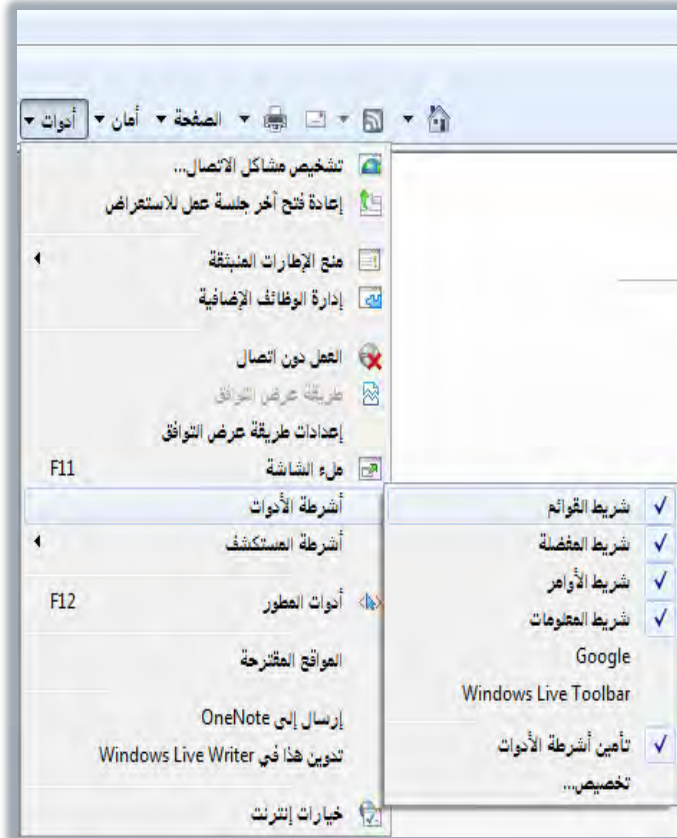 الصفحة أمان أدوات
تشخيص مشاكل الاتصال...
إعادة فتح آخر جلسة عمل للاستعراض
منع الإطارات المنبثقة
إدارة الوظائف الإضافية
العمل دون اتصال
طريقة عرض التوافق
إعدادات طريقة عرض التوافق
ملء الشاشة F11
أشرطة الأدوات
أشرطة المستكشف
أدوات المطور F12
المواقع المقترحة
إرسال إلى OneNote
تدوين هذا في Windows Live Writer
خيارات إنترنت
شريط القوائم
شريط المفضلة
شريط الأوامر
شريط المعلومات
Google
Windows Live Toolbar
تأمين أشرطة الأدوات
تخصيص...